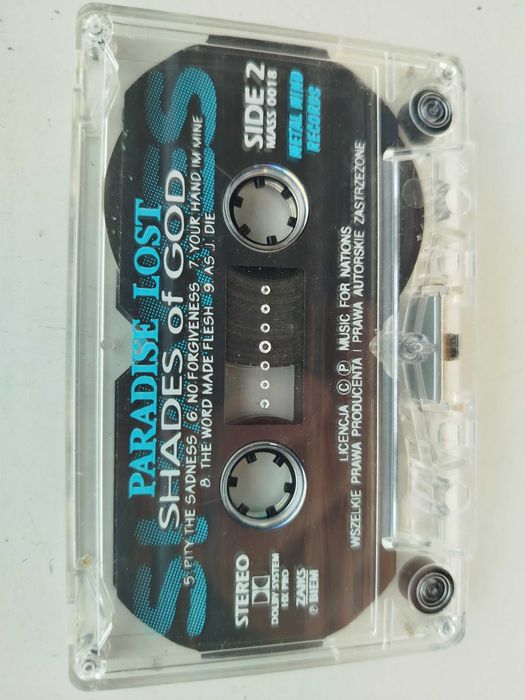 PARADISE LOST
SHADES of GOD
5. PITY THE SADNESS 6. NO FORGIVENESS 7. YOUR HAND IM MINE
8. THE WORD MADE FLESH 9. AS J. DIE
SIDE 2
MASS 0018
METAL MIND
RECORDS
STEREO
DOLBY SYSTEM
HX PRO
ZAIKS
Ⓟ BIEM
LICENCJA Ⓒ Ⓟ MUSIC FOR NATIONS
WSZELKIE PRAWA PRODUCENTA I PRAWA AUTORSKIE ZASTRZEŻONE